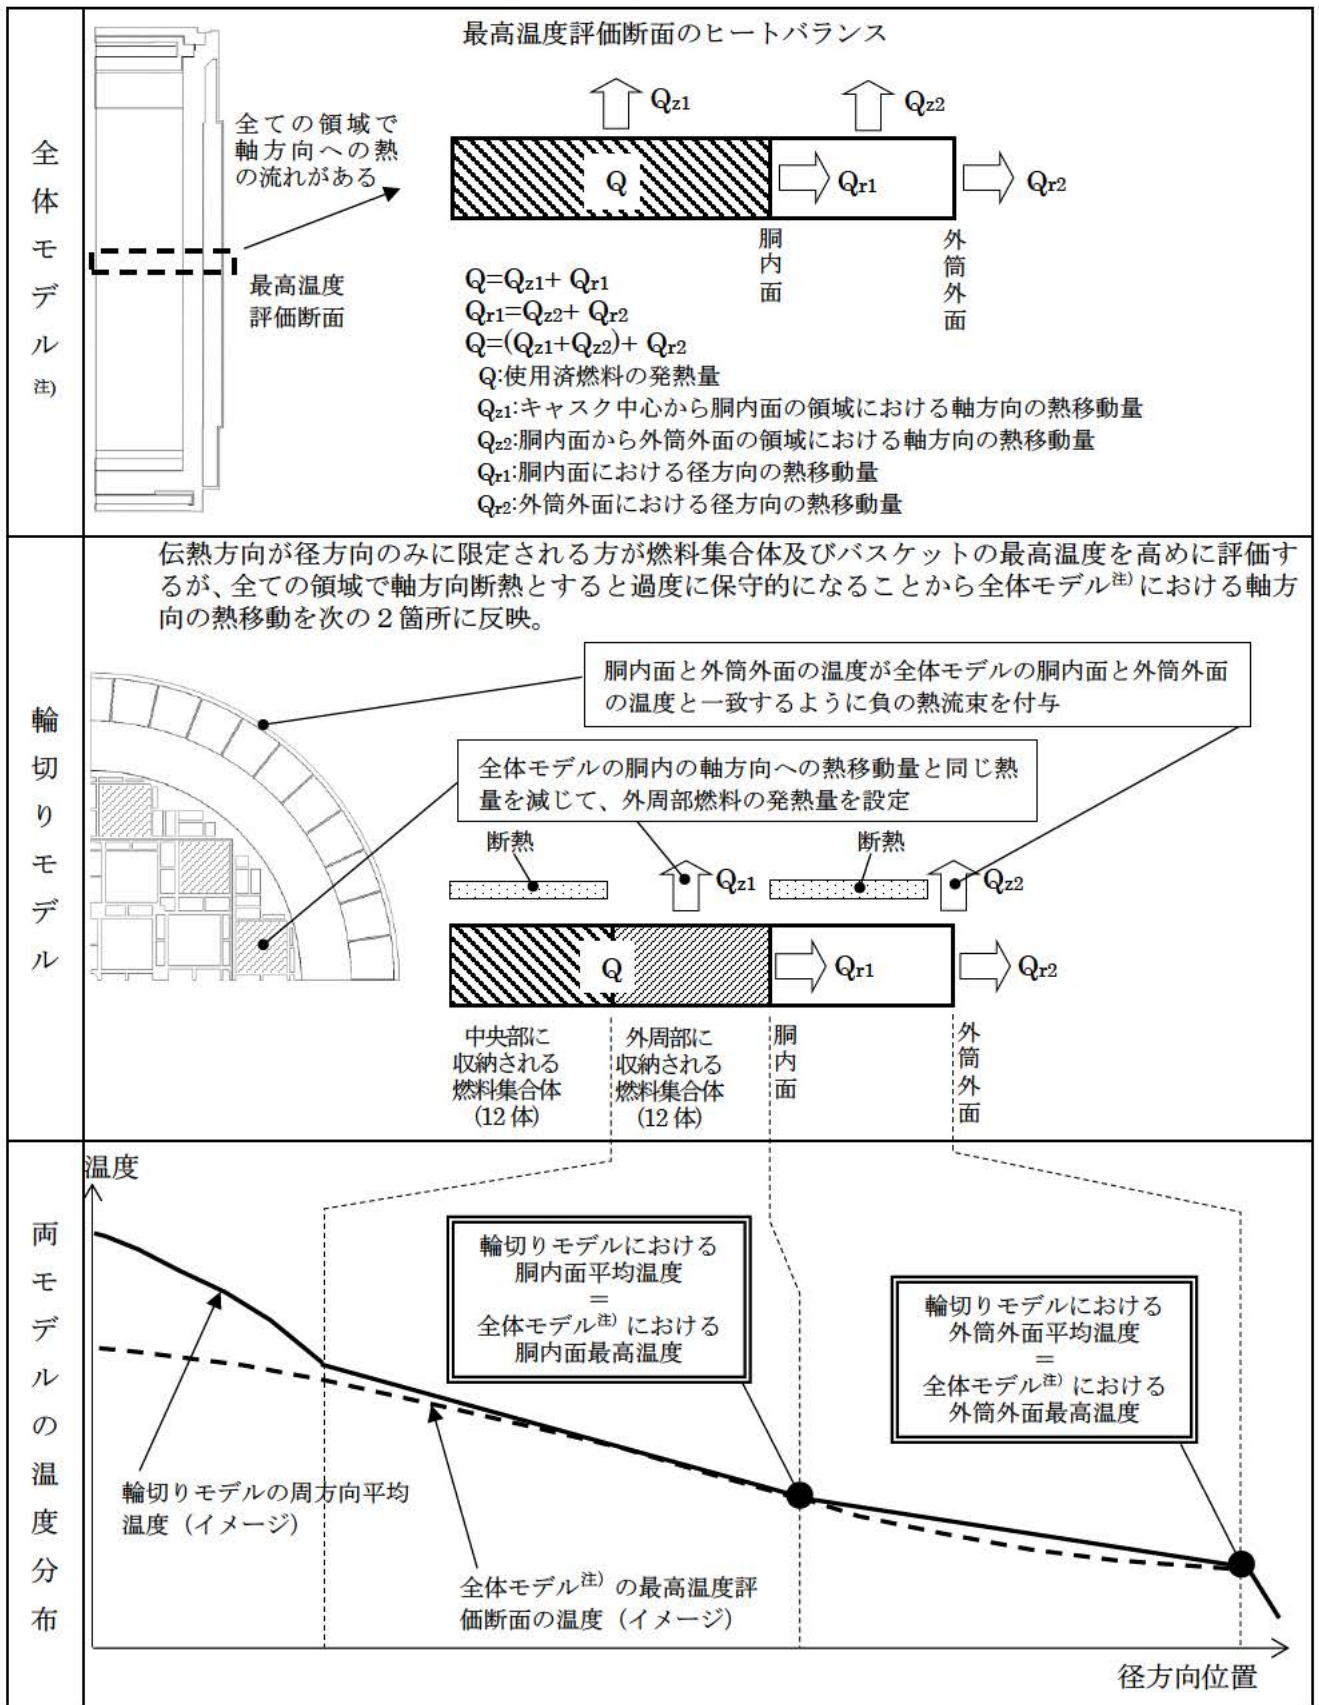 全体モデル注)
最高温度評価断面のヒートバランス
全ての領域で
軸方向への熱
の流れがある
最高温度
評価断面
Qz1
Qz2
Q
Qr1
Qr2
胴内面
外筒外面
Q=Qz1+ Qr1
Qr1=Qz2+ Qr2
Q=(Qz1+Qz2)+ Qr2
Q:使用済燃料の発熱量
Qz1:キャスク中心から胴内面の領域における軸方向の熱移動量
Qz2:胴内面から外筒外面の領域における軸方向の熱移動量
Qr1:胴内面における径方向の熱移動量
Qr2:外筒外面における径方向の熱移動量
輪切りモデル
伝熱方向が径方向のみに限定される方が燃料集合体及びバスケットの最高温度を高めに評価す
るが、全ての領域で軸方向断熱とすると過度に保守的になることから全体モデル注)における軸方
向の熱移動を次の2箇所に反映。
胴内面と外筒外面の温度が全体モデルの胴内面と外筒外面
の温度と一致するように負の熱流束を付与
全体モデルの胴内の軸方向への熱移動量と同じ熱
量を減じて、外周部燃料の発熱量を設定
断熱
断熱
Qz1
Qz2
Q
Qr1
Qr2
中央部に
収納される
燃料集合体
(12体)
外周部に
収納される
燃料集合体
(12体)
胴内面
外筒外面
両モデルの温度分布
温度
輪切りモデルにおける
胴内面平均温度
=
全体モデル注)における
胴内面最高温度
輪切りモデルにおける
外筒外面平均温度
=
全体モデル注)における
外筒外面最高温度
輪切りモデルの周方向平均
温度(イメージ)
全体モデル注)の最高温度評
価断面の温度(イメージ)
径方向位置